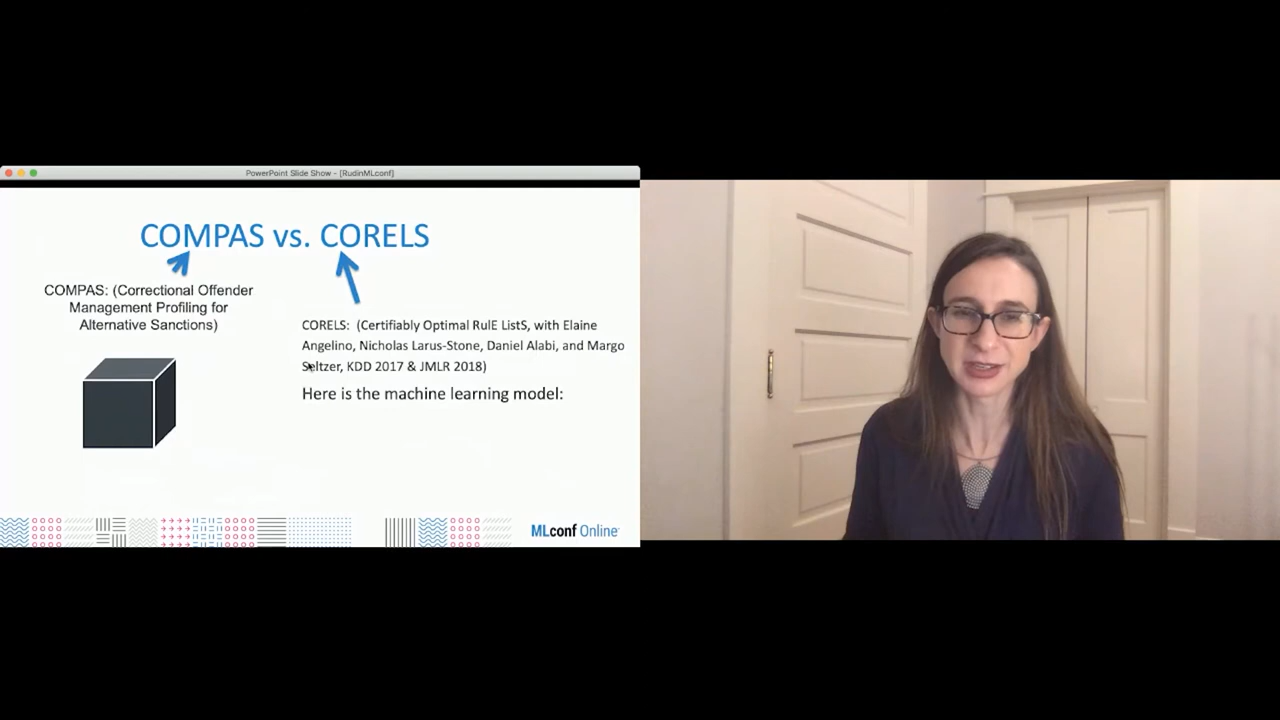 PowerPoint Slide Show - [RudinMLconf]
COMPAS vs. CORELS
COMPAS: (Correctional Offender
Management Profiling for
Alternative Sanctions)
CORELS: (Certifiably Optimal RulE ListS, with Elaine
Angelino, Nicholas Larus-Stone, Daniel Alabi, and Margo
Seltzer, KDD 2017 & JMLR 2018)
Here is the machine learning model:
MLconf Online